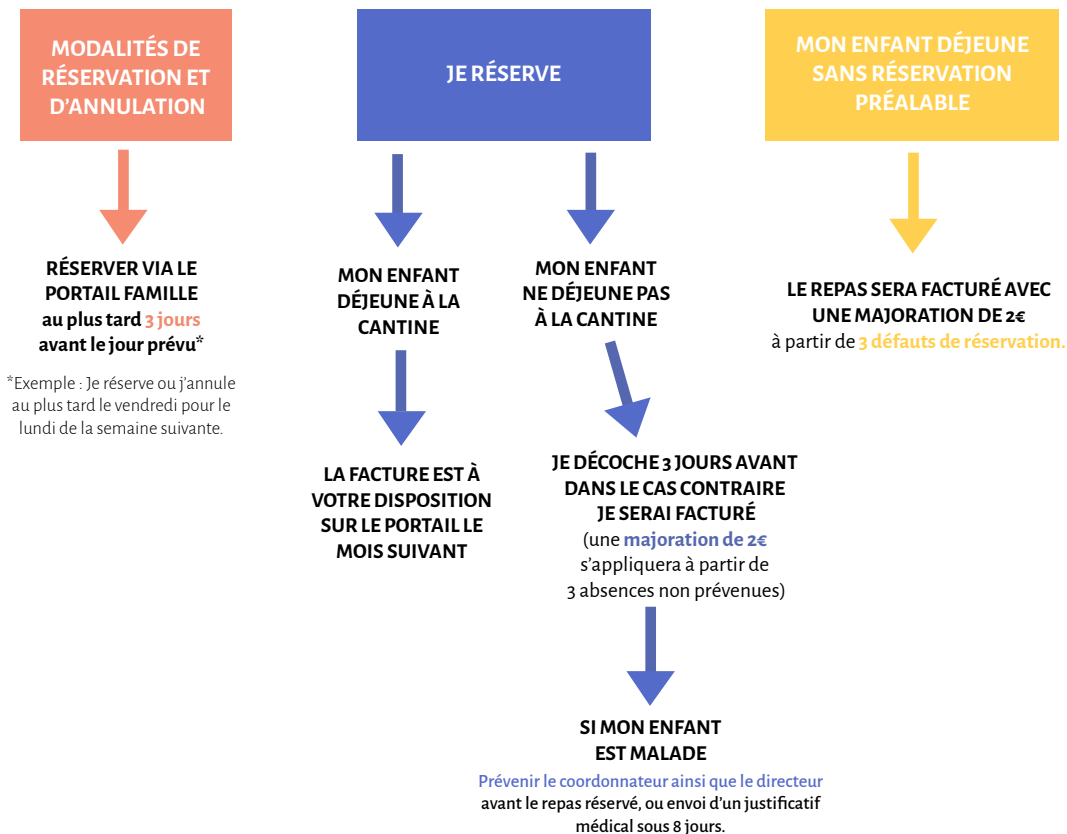 MODALITÉS DE
RÉSERVATION ET
D'ANNULATION
RÉSERVER VIA LE
PORTAIL FAMILLE
au plus tard 3 jours
avant le jour prévu*
*Exemple : Je réserve ou j'annule
au plus tard le vendredi pour le
lundi de la semaine suivante.
JE RÉSERVE
MON ENFANT
DÉJEUNE À LA
CANTINE
LA FACTURE EST À
VOTRE DISPOSITION
SUR LE PORTAIL LE
MOIS SUIVANT
MON ENFANT
NE DÉJEUNE PAS
À LA CANTINE
JE DÉCOCHE 3 JOURS AVANT
DANS LE CAS CONTRAIRE
JE SERAI FACTURÉ
(une majoration de 2€
s'appliquera à partir de
3 absences non prévenues)
SI MON ENFANT
EST MALADE
Prévenir le coordonnateur ainsi que le directeur
avant le repas réservé, ou envoi d'un justificatif
médical sous 8 jours.
MON ENFANT DÉJEUNE
SANS RÉSERVATION
PRÉALABLE
LE REPAS SERA FACTURÉ AVEC
UNE MAJORATION DE 2€
à partir de 3 défauts de réservation.